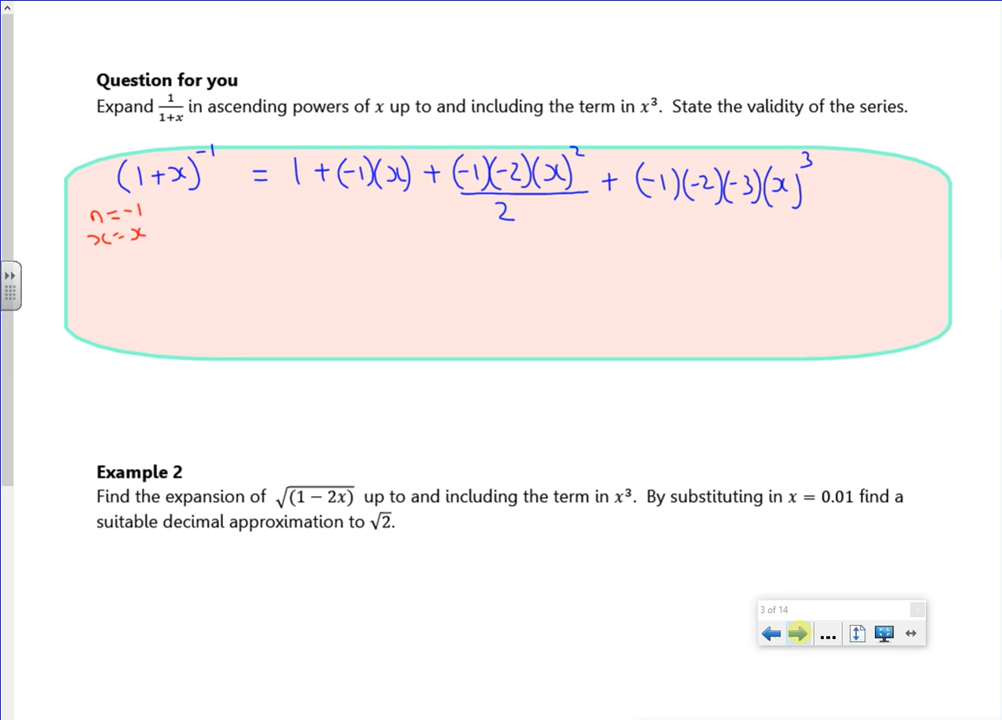 Question for you
Expand 1/(1+x) in ascending powers of x up to and including the term in x³. State the validity of the series.
(1+x)⁻¹ = 1 + (-1)(x) + (-1)(-2)(x)²/2 + (-1)(-2)(-3)(x)³
n = -1
x = x
Example 2
Find the expansion of √(1 − 2x) up to and including the term in x³. By substituting in x = 0.01 find a
suitable decimal approximation to √2.
3 of 14